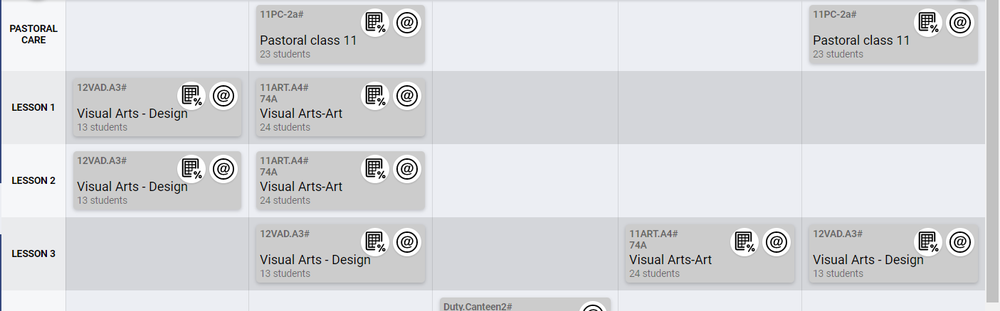 PASTORAL
CARE
11PC-2a#
Pastoral class 11
23 students
11PC-2a#
Pastoral class 11
23 students
LESSON 1
12VAD.A3#
Visual Arts - Design
13 students
11ART.A4#
74A
Visual Arts-Art
24 students
LESSON 2
12VAD.A3#
Visual Arts - Design
13 students
11ART.A4#
74A
Visual Arts-Art
24 students
LESSON 3
12VAD.A3#
Visual Arts - Design
13 students
11ART.A4#
74A
Visual Arts-Art
24 students
12VAD.A3#
Visual Arts - Design
13 students
Duty.Canteen2#